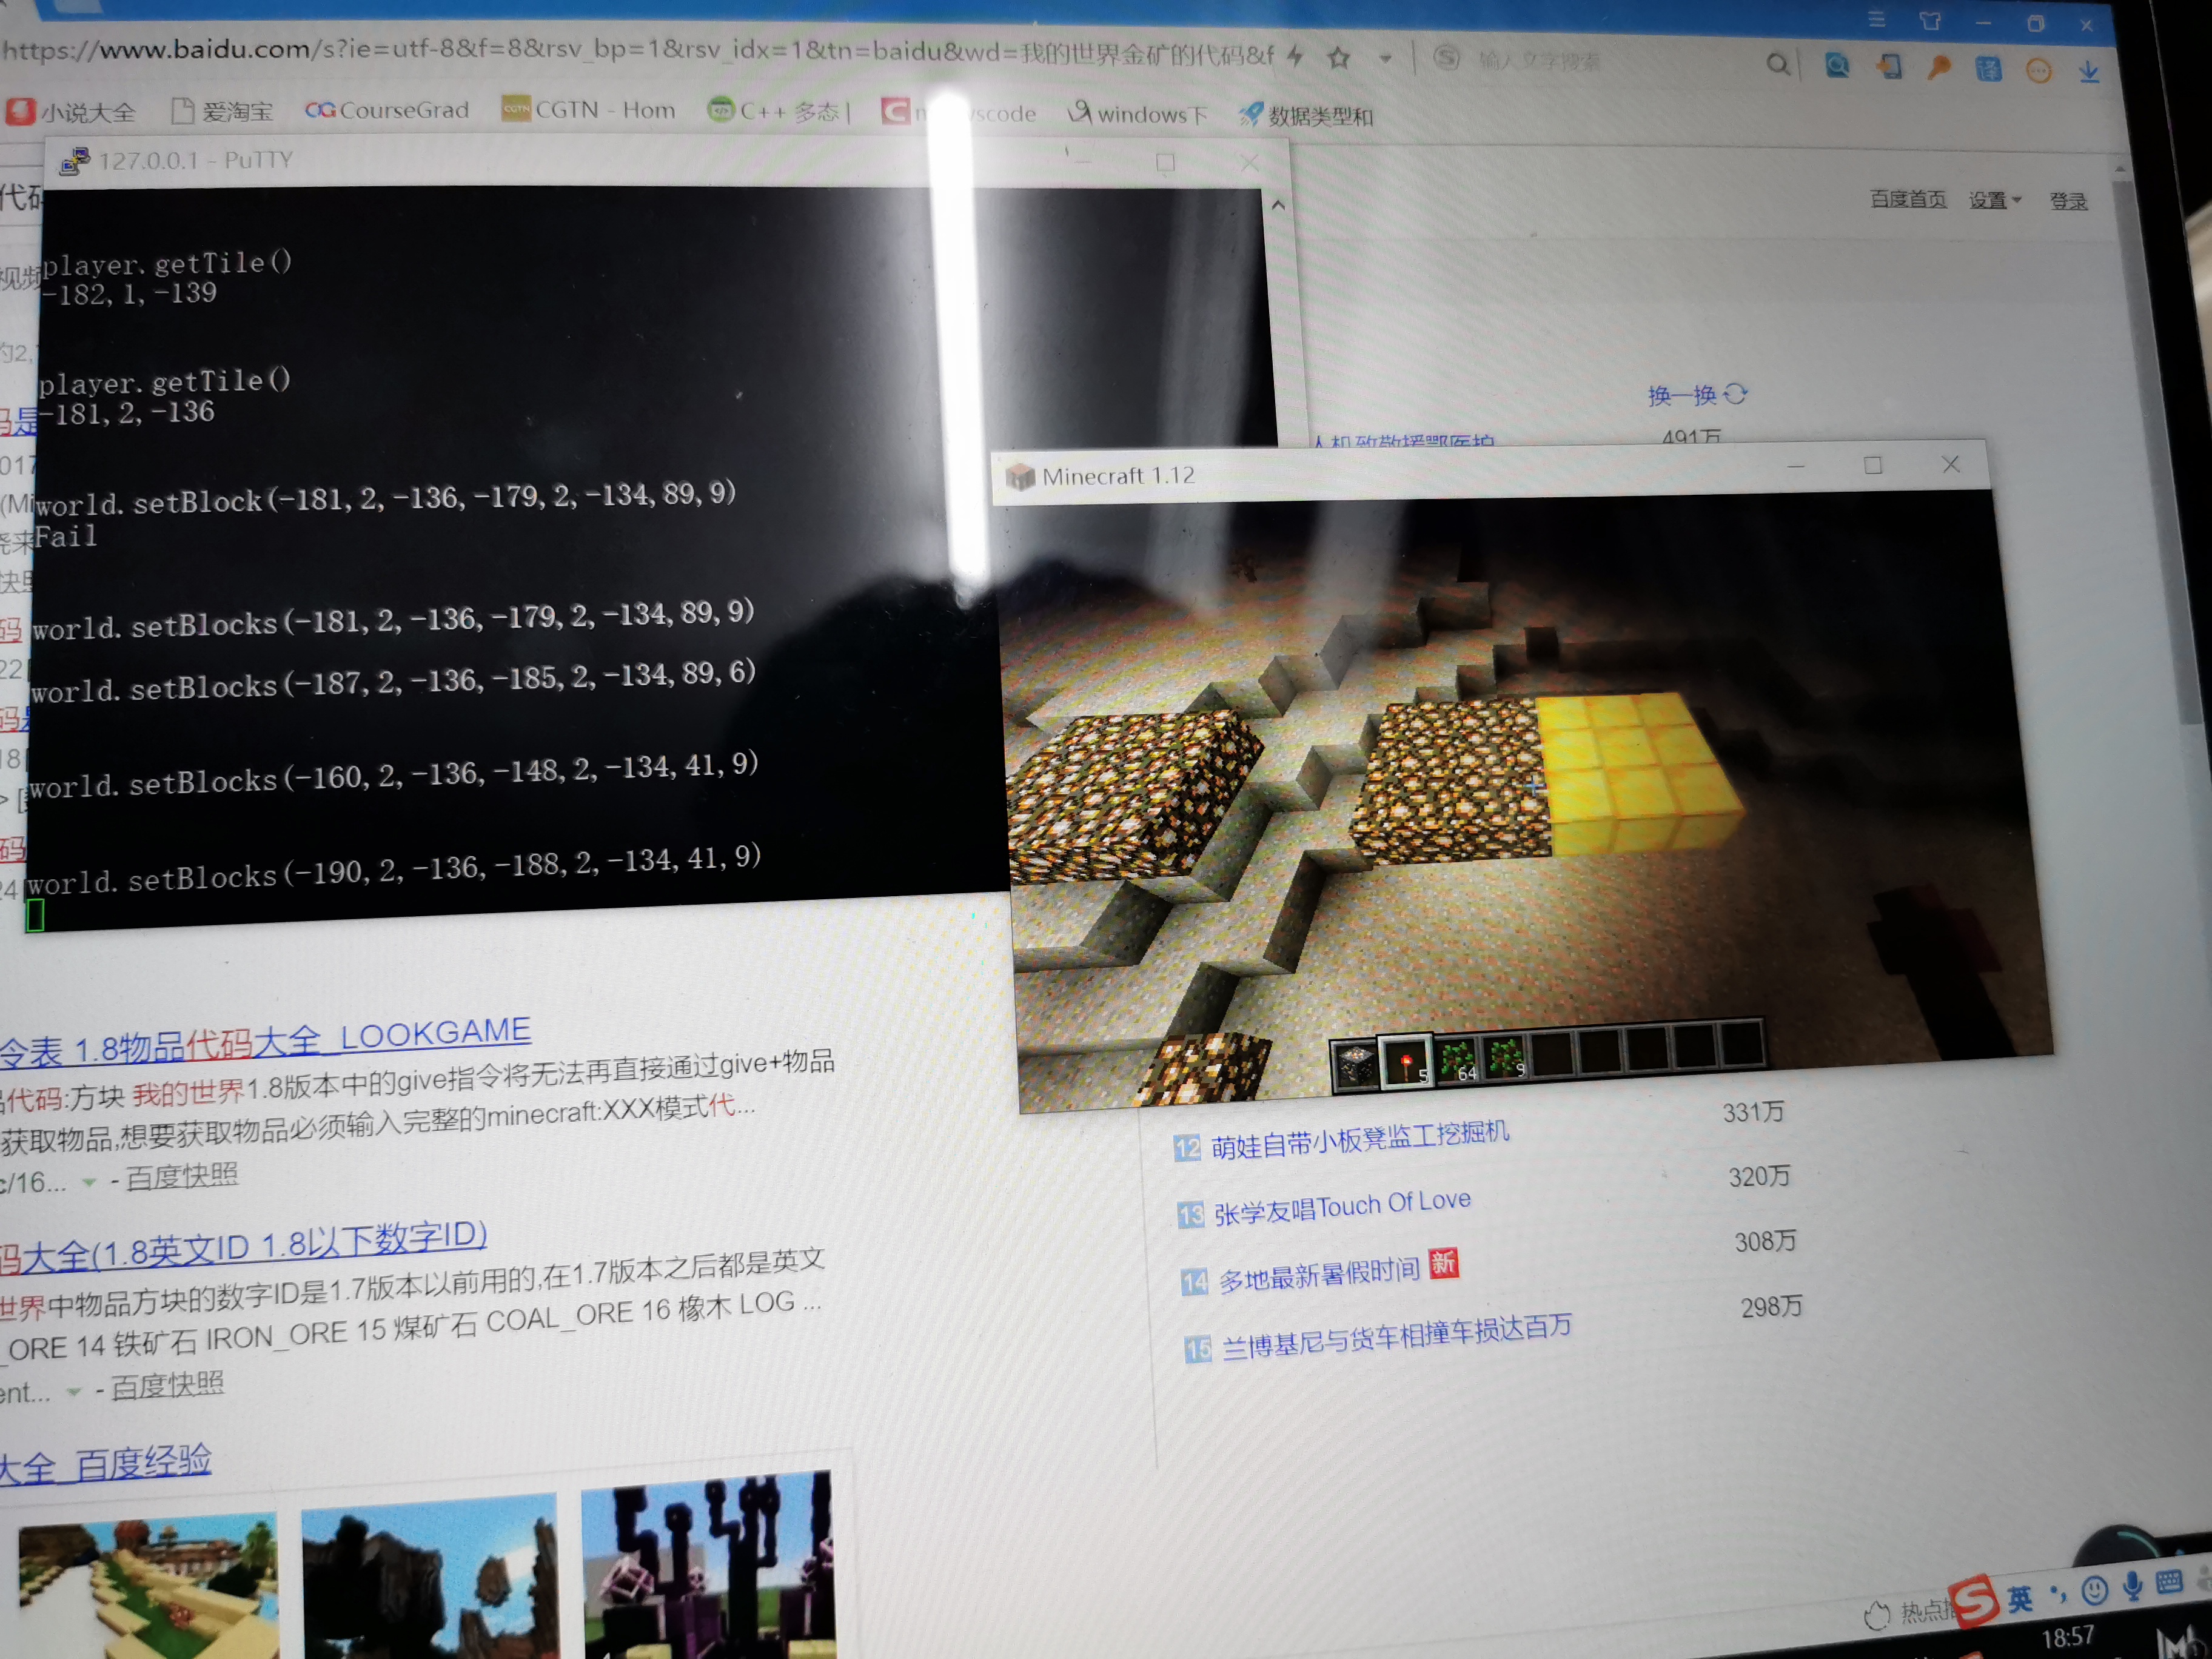 https://www.baidu.com/s?ie=utf-8&f=8&rsv_bp=1&rsv_idx=1&tn=baidu&wd=我的世界金矿的代码&f
输入文字搜索
小说大全 爱淘宝 CourseGrad CGTN - Hom C++ 多态 | windows下 数据类型和
127.0.0.1 - PuTTY
百度首页 设置 登录
player.getTile()
-182,1,-139
player.getTile()
-181,2,-136
world.setBlock(-181,2,-136,-179,2,-134,89,9)
Fail
world.setBlocks(-181,2,-136,-179,2,-134,89,9)
world.setBlocks(-187,2,-136,-185,2,-134,89,6)
world.setBlocks(-160,2,-136,-148,2,-134,41,9)
world.setBlocks(-190,2,-136,-188,2,-134,41,9)
换一换
491万
Minecraft 1.12
5 64 9
令表 1.8物品代码大全_LOOKGAME
代码:方块 我的世界1.8版本中的give指令将无法再直接通过give+物品
获取物品,想要获取物品必须输入完整的minecraft:XXX模式代...
c/16... - 百度快照
码大全(1.8英文ID 1.8以下数字ID)
世界中物品方块的数字ID是1.7版本以前用的,在1.7版本之后都是英文
_ORE 14 铁矿石 IRON_ORE 15 煤矿石 COAL_ORE 16 橡木 LOG ...
ent... - 百度快照
大全_百度经验
331万
12 萌娃自带小板凳监工挖掘机
320万
13 张学友唱Touch Of Love
308万
14 多地最新暑假时间 新
298万
15 兰博基尼与货车相撞车损达百万
热点
英
18:57